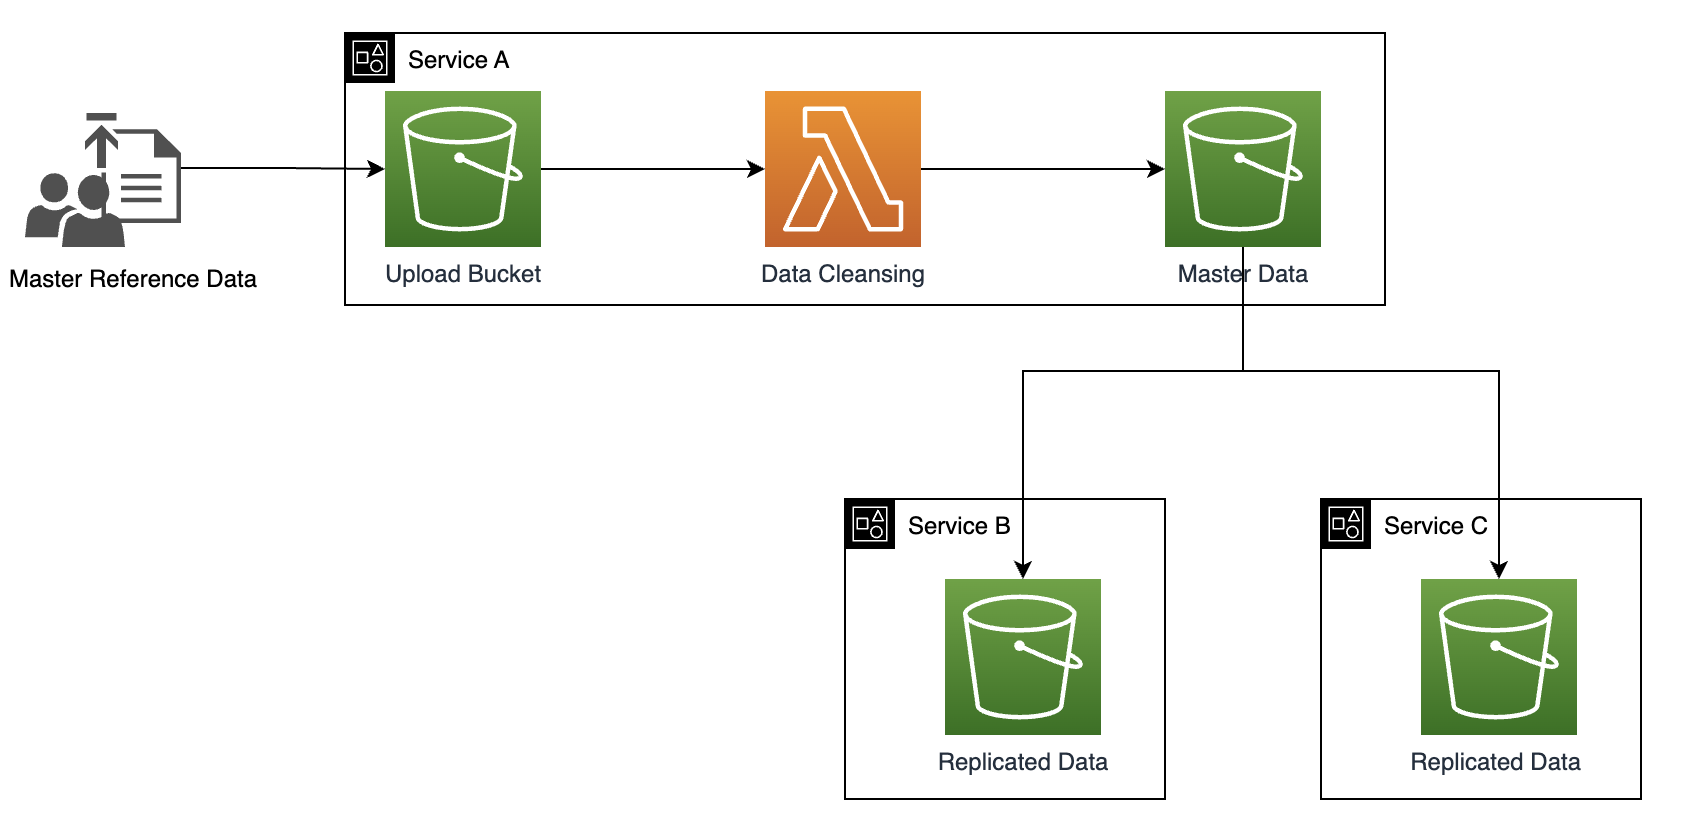 Service A
Master Reference Data
Upload Bucket
Data Cleansing
Master Data
Service B
Service C
Replicated Data
Replicated Data